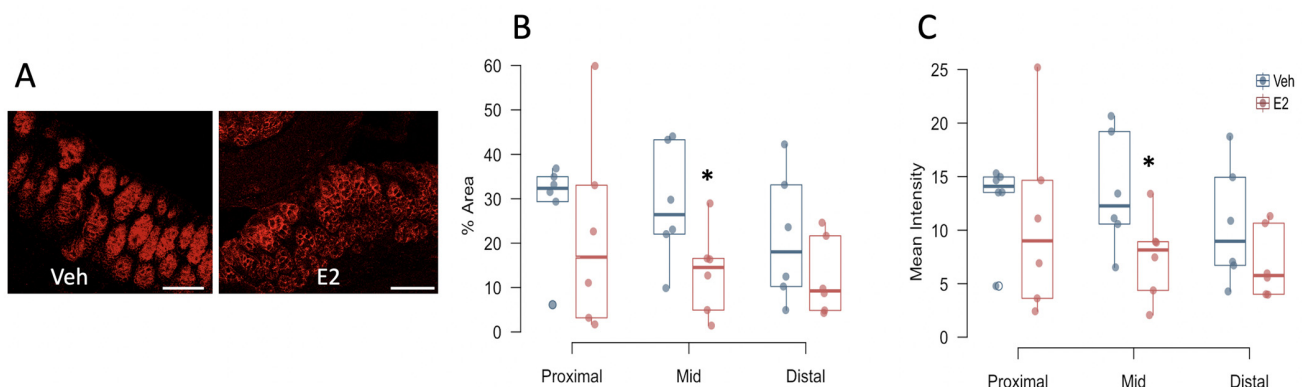 A
Veh
E2
B
% Area
60
50
40
30
20
10
0
*
Proximal
Mid
Distal
C
Mean Intensity
25
20
15
10
5
0
*
Veh
E2
Proximal
Mid
Distal